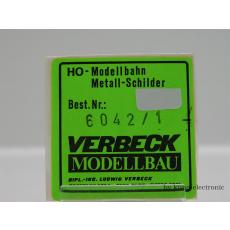 HO-Modellbahn
Metall-Schilder
Best.Nr.:
6042/1
VERBECK
MODELLBAU
DIPL.-ING. LUDWIG VERBECK